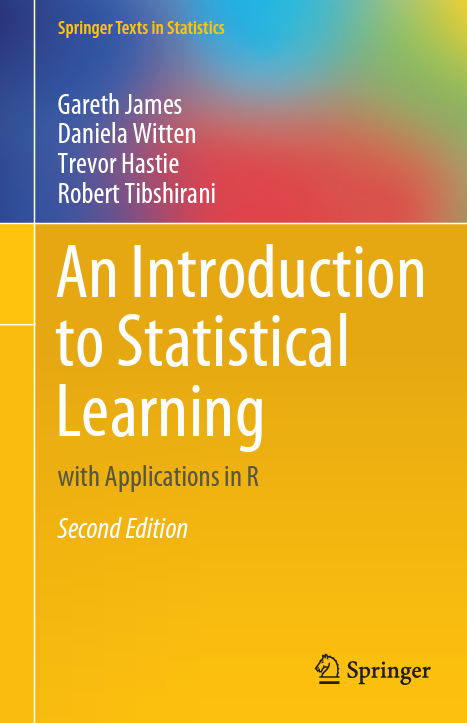 Springer Texts in Statistics
Gareth James
Daniela Witten
Trevor Hastie
Robert Tibshirani
An Introduction
to Statistical
Learning
with Applications in R
Second Edition
Springer